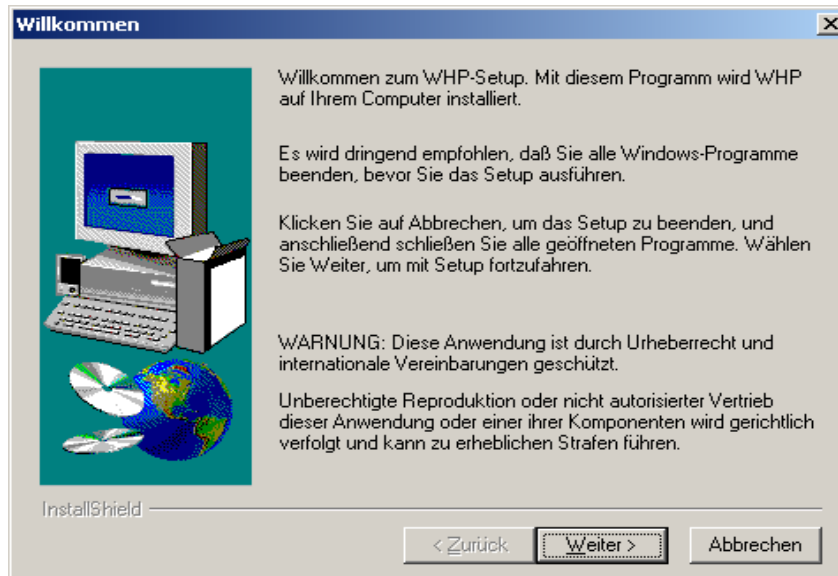 Willkommen
Willkommen zum WHP-Setup. Mit diesem Programm wird WHP
auf Ihrem Computer installiert.
Es wird dringend empfohlen, daß Sie alle Windows-Programme
beenden, bevor Sie das Setup ausführen.
Klicken Sie auf Abbrechen, um das Setup zu beenden, und
anschließend schließen Sie alle geöffneten Programme. Wählen
Sie Weiter, um mit Setup fortzufahren.
WARNUNG: Diese Anwendung ist durch Urheberrecht und
internationale Vereinbarungen geschützt.
Unberechtigte Reproduktion oder nicht autorisierter Vertrieb
dieser Anwendung oder einer ihrer Komponenten wird gerichtlich
verfolgt und kann zu erheblichen Strafen führen.
InstallShield
< Zurück Weiter > Abbrechen